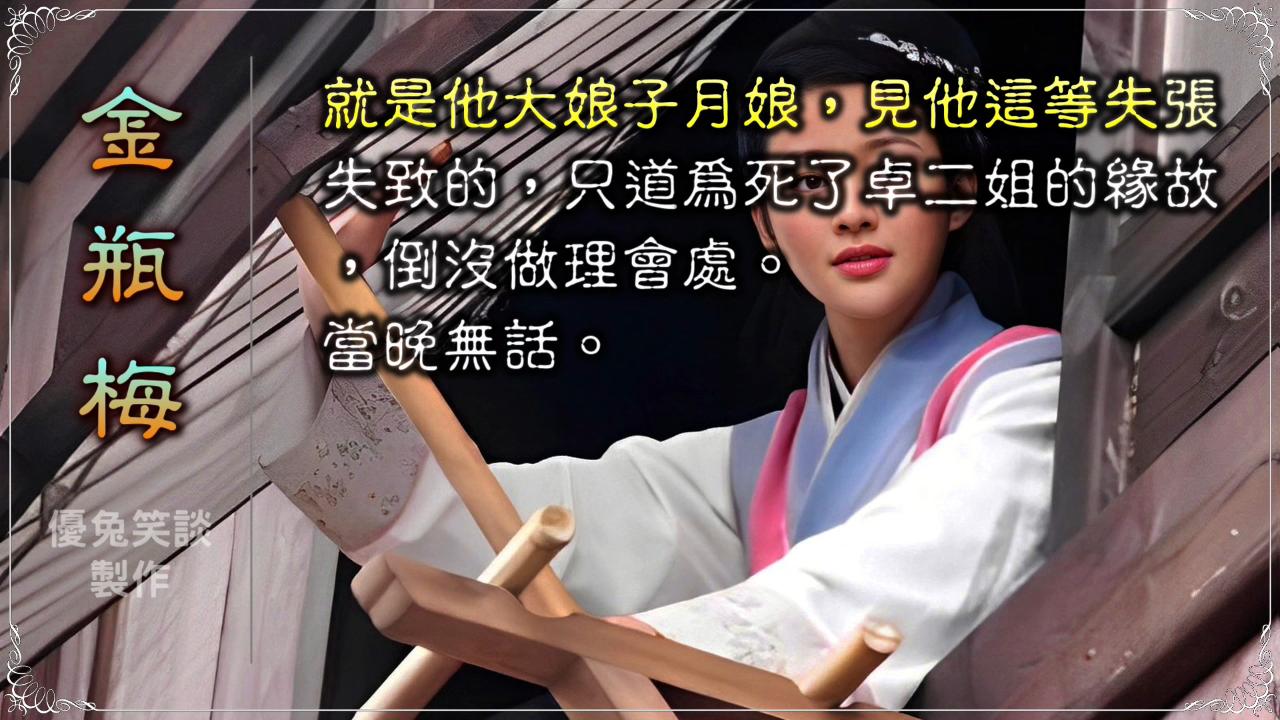 金瓶梅
優兔笑談
製作
就是他大娘子月娘，見他這等失張
失致的，只道爲死了卓二姐的緣故
，倒沒做理會處。
當晚無話。